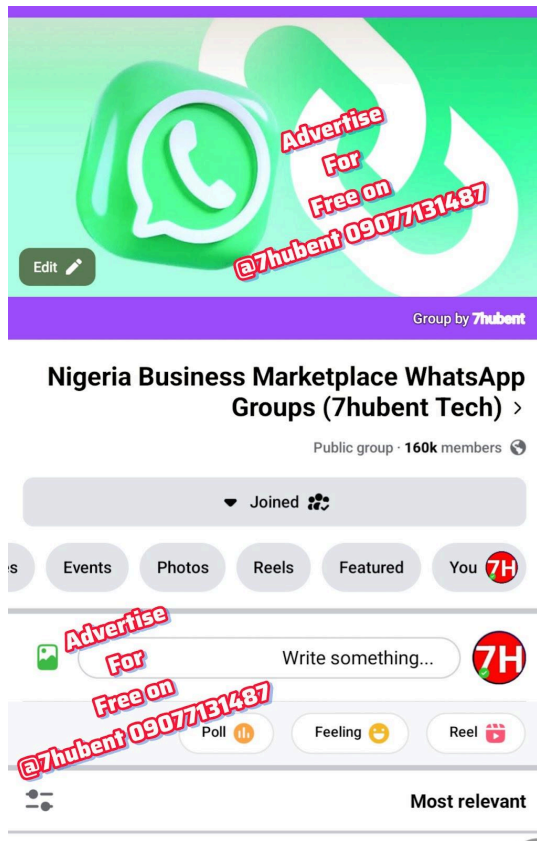 Advertise
For
Free on
@7hubent 09077131487
Edit
Group by 7hubent
Nigeria Business Marketplace WhatsApp
Groups (7hubent Tech) >
Public group · 160k members
Joined
s
Events
Photos
Reels
Featured
You
7H
Advertise
For
Free on
@7hubent 09077131487
Write something...
7H
Poll
Feeling
Reel
Most relevant